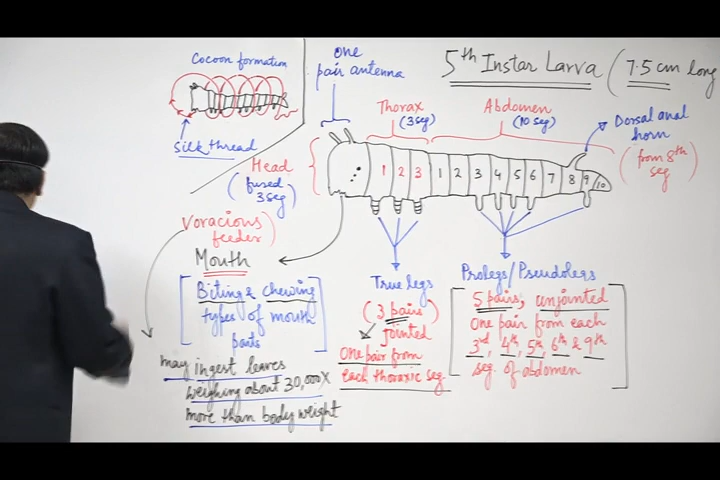 Cocoon formation
silk thread
one
pair antenna
5th Instar Larva (7.5 cm long
Thorax
(3 seg)
Abdomen
(10 seg)
Dorsal anal
horn
(from 8th
seg)
Head
(fused
3 seg)
1 2 3 1 2 3 4 5 6 7 8 9 10
Voracious
feeder)
Mouth
[Biting & chewing
types of mouth
parts]
may ingest leaves
weighing about 30,000X
more than body weight
True legs
(3 pairs)
jointed
One pair from
each thoracic seg.
Prolegs/Pseudolegs
5 pairs, unjointed
One pair from each
3rd, 4th, 5th, 6th & 9th
seg. of abdomen